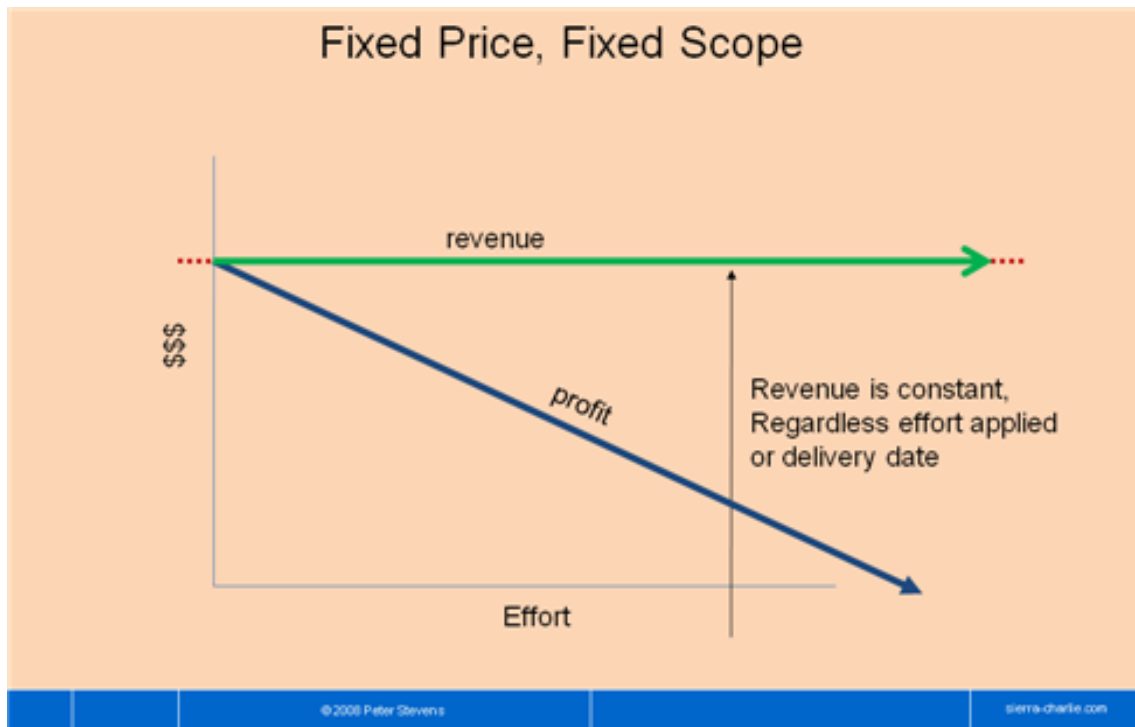 Fixed Price, Fixed Scope
revenue
$$$
profit
Revenue is constant,
Regardless effort applied
or delivery date
Effort
© 2008 Peter Stevens
sierra-charlie.com